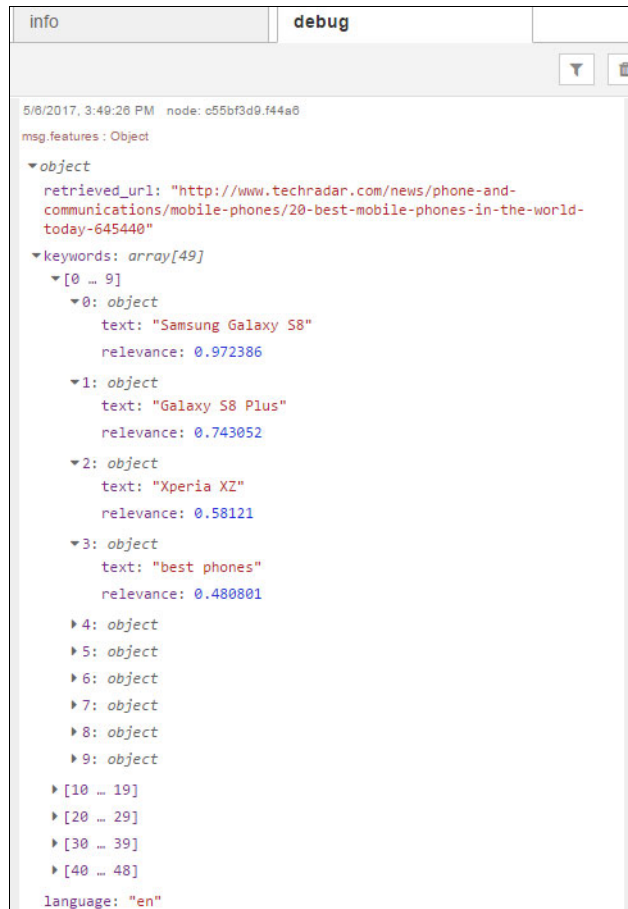 info
debug
5/6/2017, 3:49:26 PM node: c55bf3d9.f44a6
msg.features : Object
object
retrieved_url: "http://www.techradar.com/news/phone-and-
communications/mobile-phones/20-best-mobile-phones-in-the-world-
today-645440"
keywords: array[49]
[0 … 9]
0: object
text: "Samsung Galaxy S8"
relevance: 0.972386
1: object
text: "Galaxy S8 Plus"
relevance: 0.743052
2: object
text: "Xperia XZ"
relevance: 0.58121
3: object
text: "best phones"
relevance: 0.480801
4: object
5: object
6: object
7: object
8: object
9: object
[10 … 19]
[20 … 29]
[30 … 39]
[40 … 48]
language: "en"